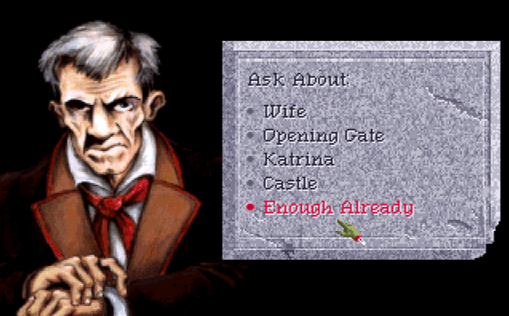 Ask About:
Wife
Opening Gate
Katrina
Castle
Enough Already